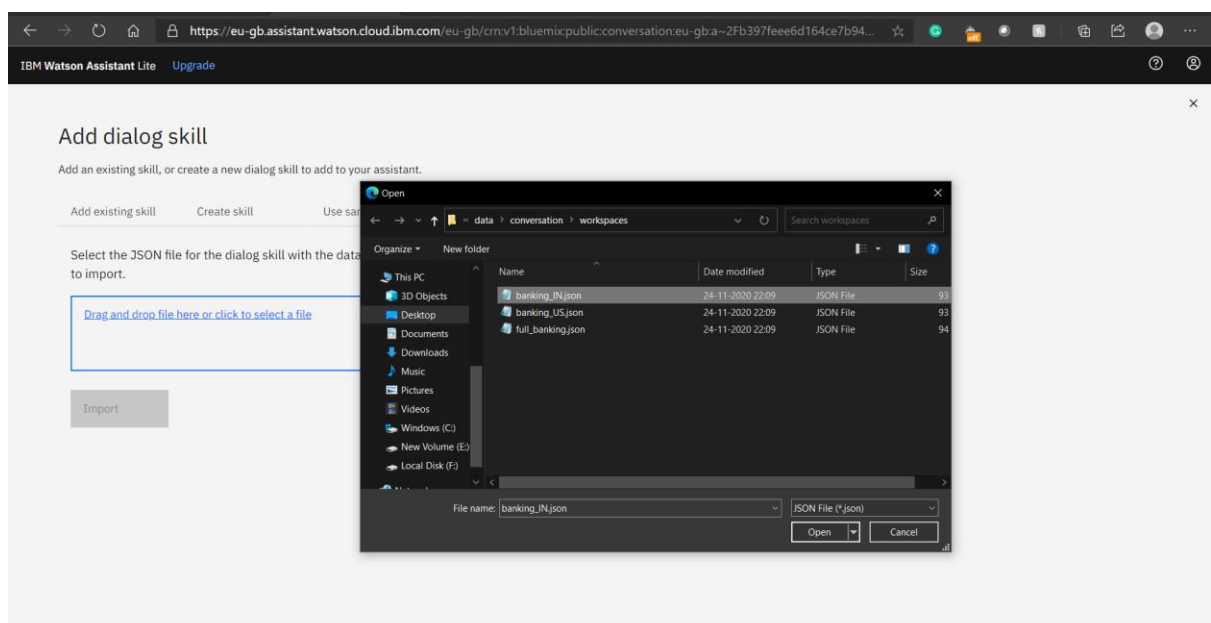 https://eu-gb.assistant.watson.cloud.ibm.com/eu-gb/crn:v1:bluemix:public:conversation:eu-gb:a~2Fb397feee6d164ce7b94...
off
IBM Watson Assistant Lite Upgrade
Add dialog skill
Add an existing skill, or create a new dialog skill to add to your assistant.
Add existing skill Create skill Use sar
Select the JSON file for the dialog skill with the data
to import.
Drag and drop file here or click to select a file
Import
Open
« data > conversation > workspaces Search workspaces
Organize New folder
Name Date modified Type Size
This PC
3D Objects
Desktop
Documents
Downloads
Music
Pictures
Videos
Windows (C:)
New Volume (E:)
Local Disk (F:)
banking_IN.json 24-11-2020 22:09 JSON File 93
banking_US.json 24-11-2020 22:09 JSON File 93
full_banking.json 24-11-2020 22:09 JSON File 94
File name: banking_IN.json JSON File (*.json)
Open Cancel